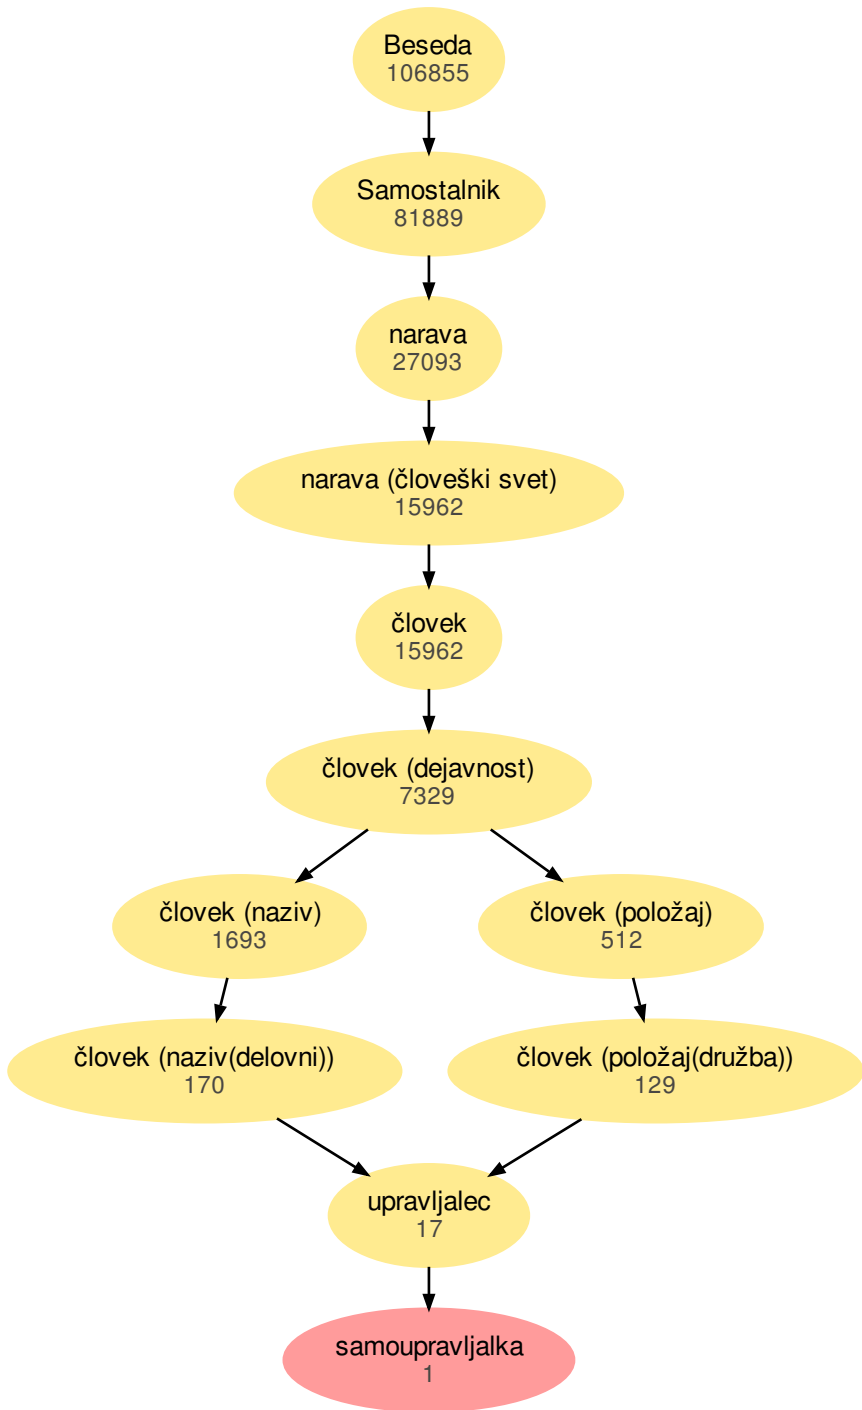 Beseda
106855
Samostalnik
81889
narava
27093
narava (človeški svet)
15962
človek
15962
človek (dejavnost)
7329
človek (naziv)
1693
človek (položaj)
512
človek (naziv(delovni))
170
človek (položaj(družba))
129
upravljalec
17
samoupravljalka
1